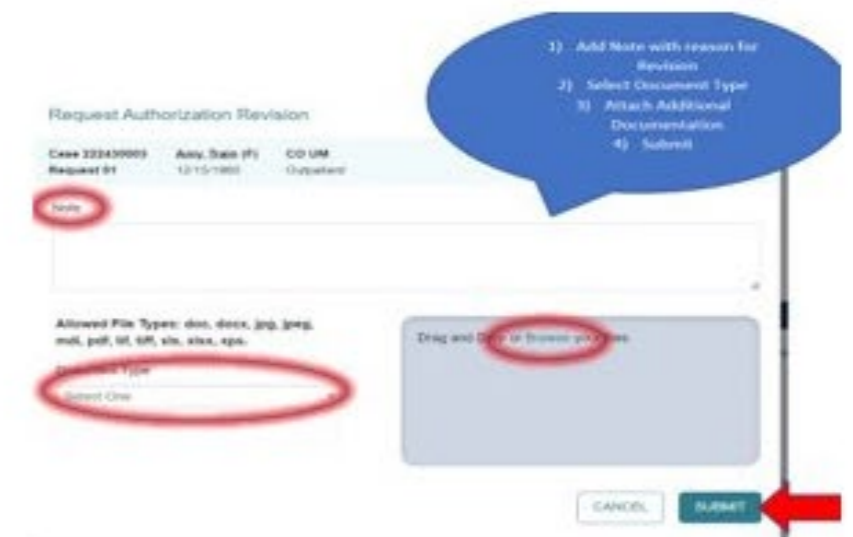 1) Add Note with reason for
Revision
2) Select Document Type
3) Attach Additional
Documentation
4) Submit
Request Authorization Revision
Case Amy, (F) CO UM
Request 01 Outpatient
Note
Allowed File Types: doc, docx, jpg, jpeg,
mdi, pdf, tif, tiff, xls, xlsx, xps.
Document Type
Select One
Drag and Drop or Browse your files
CANCEL SUBMIT